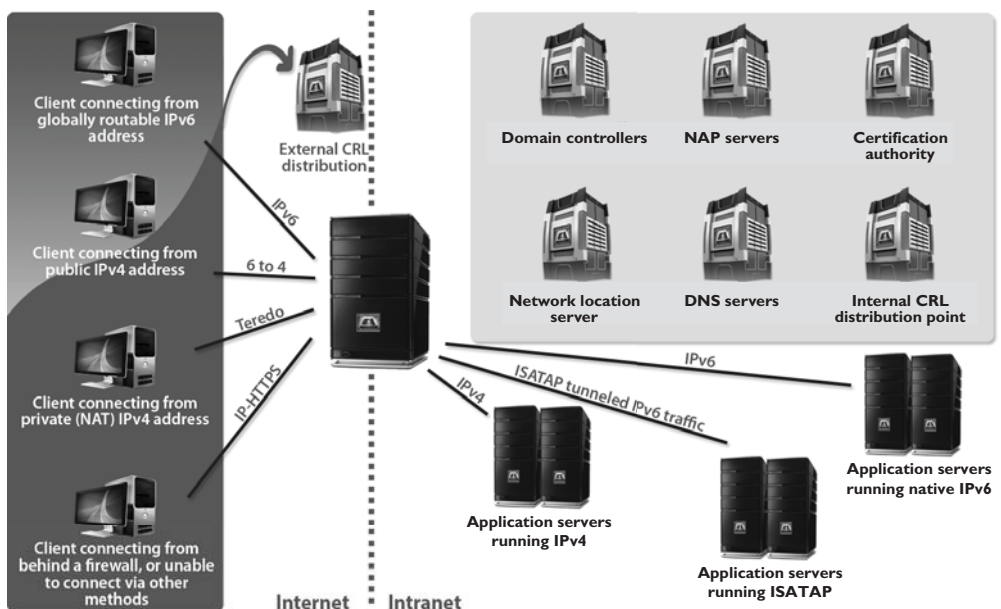 Client connecting from
globally routable IPv6
address
External CRL
distribution
Domain controllers
NAP servers
Certification
authority
IPv6
Client connecting from
public IPv4 address
6 to 4
Network location
server
DNS servers
Internal CRL
distribution point
Teredo
Client connecting from
private (NAT) IPv4 address
IP-HTTPS
IPv4
ISATAP tunneled IPv6 traffic
IPv6
Application servers
running native IPv6
Application servers
running IPv4
Application servers
running ISATAP
Client connecting from
behind a firewall, or unable
to connect via other
methods
Internet
Intranet